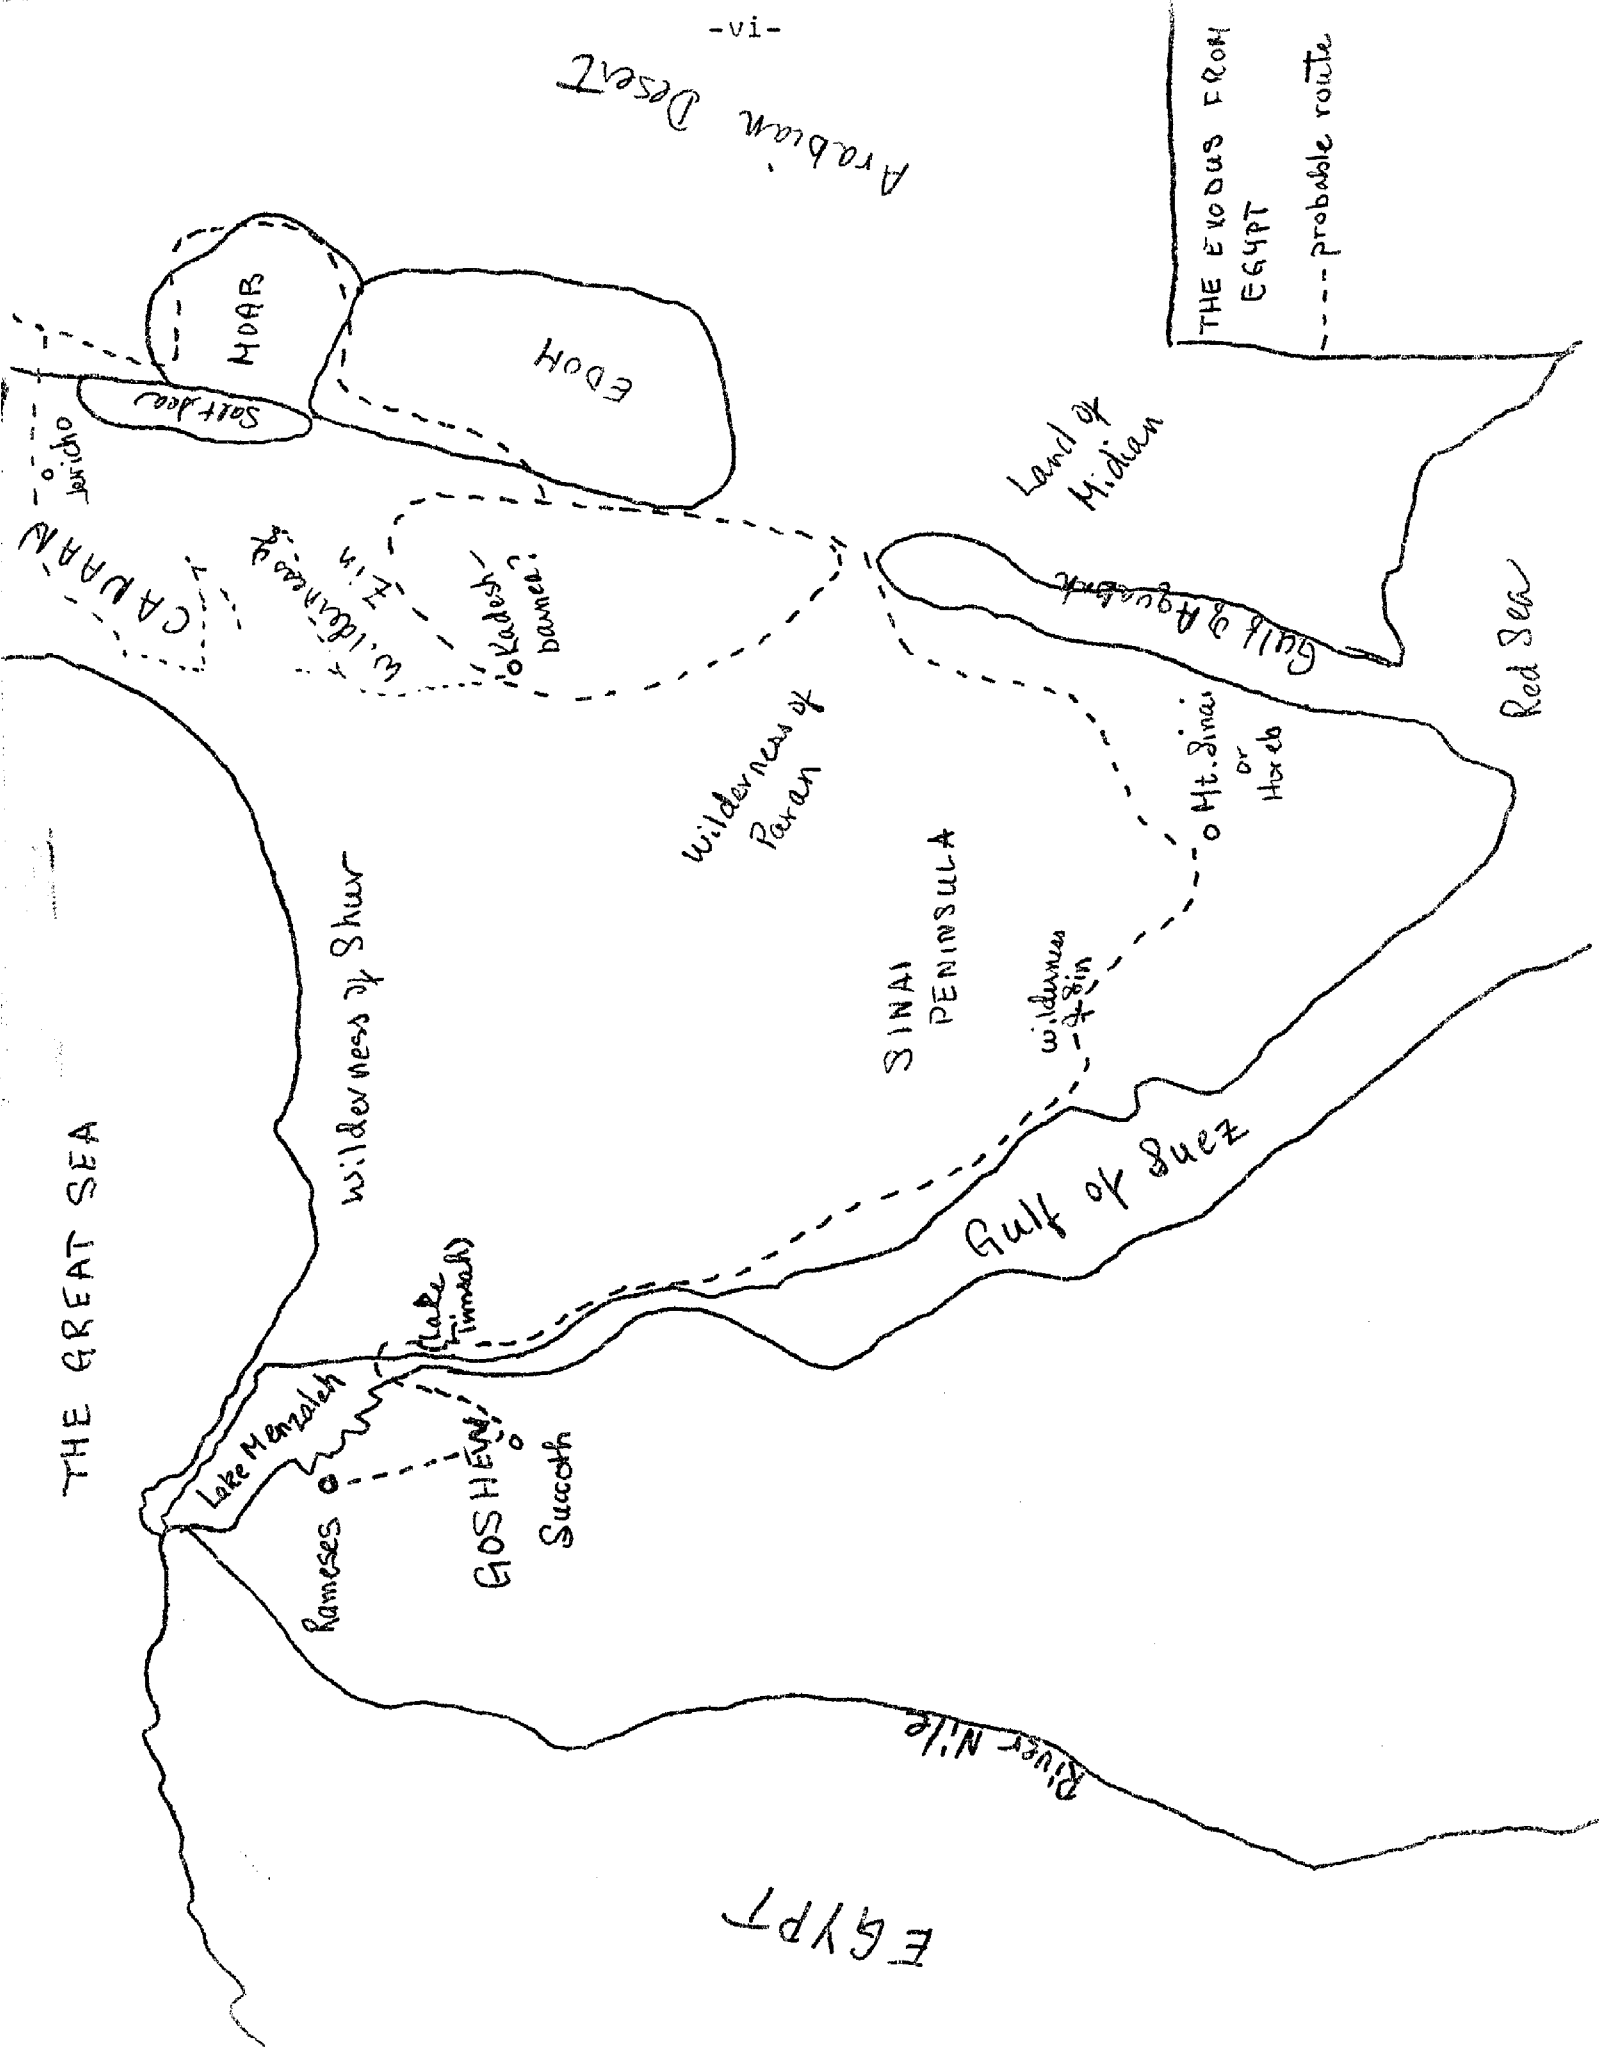 -vi-
THE EXODUS FROM
EGYPT
---- probable route
Arabian Desert
MOAB
EDOM
Salt Sea
Jericho
CANAAN
Wilderness of
Zin
Kadesh-
barnea?
Land of
Midian
Gulf of
Red Sea
Mt. Sinai
or
Horeb
Wilderness of
Paran
SINAI
PENINSULA
Wilderness
of Sin
Wilderness of Shur
THE GREAT SEA
(Lake
Timsah)
Lake Menzaleh
Gulf of Suez
Rameses
GOSHEN
Succoth
River Nile
EGYPT